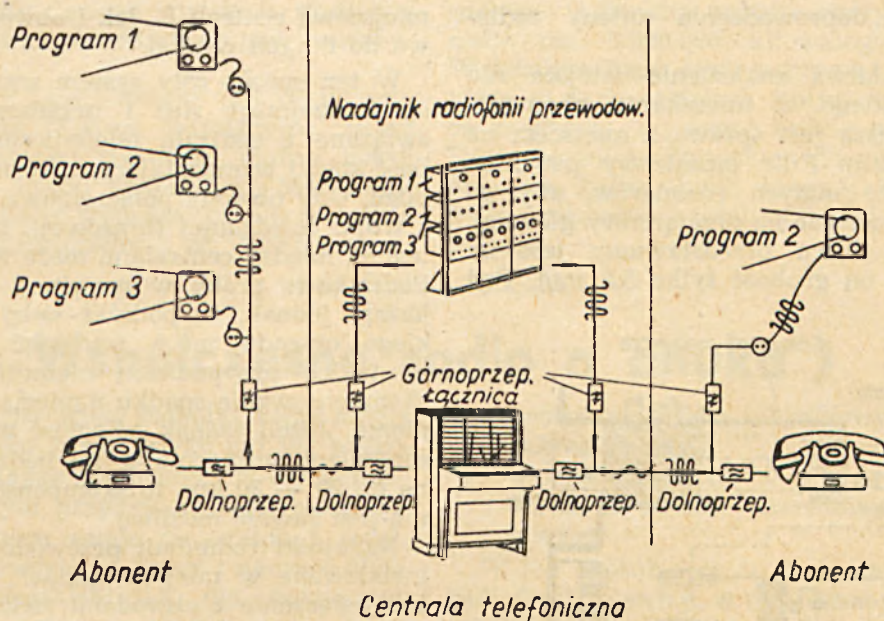 Program 1
Nadajnik radiofonii przewodow.
Program 1
Program 2
Program 3
Program 2
Program 2
Program 3
Górnoprzep.
Łącznica
Dolnoprzep.
Dolnoprzep.
Dolnoprzep.
Dolnoprzep.
Abonent
Abonent
Centrala telefoniczna